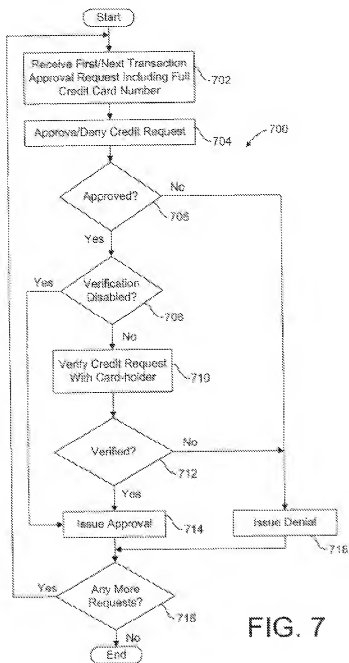 Start
Receive First/Next Transaction
Approval Request Including Full
Credit Card Number
702
Approve/Deny Credit Request
704
700
Approved?
706
No
Yes
Yes
Verification
Disabled?
708
No
Verify Credit Request
With Card-holder
710
Verified?
712
No
Yes
Issue Approval
714
Issue Denial
716
Yes
Any More
Requests?
718
No
End
FIG. 7